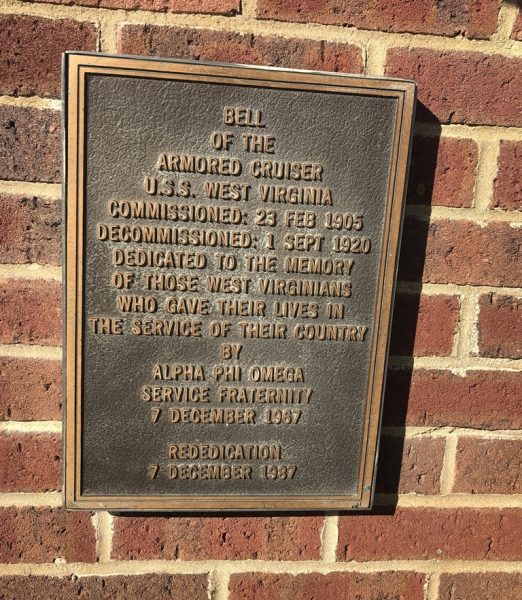 BELL
OF THE
ARMORED CRUISER
U.S.S. WEST VIRGINIA
COMMISSIONED: 23 FEB 1905
DECOMMISSIONED: 1 SEPT 1920
DEDICATED TO THE MEMORY
OF THOSE WEST VIRGINIANS
WHO GAVE THEIR LIVES IN
THE SERVICE OF THEIR COUNTRY
BY
ALPHA PHI OMEGA
SERVICE FRATERNITY
7 DECEMBER 1967
REDEDICATION
7 DECEMBER 1987